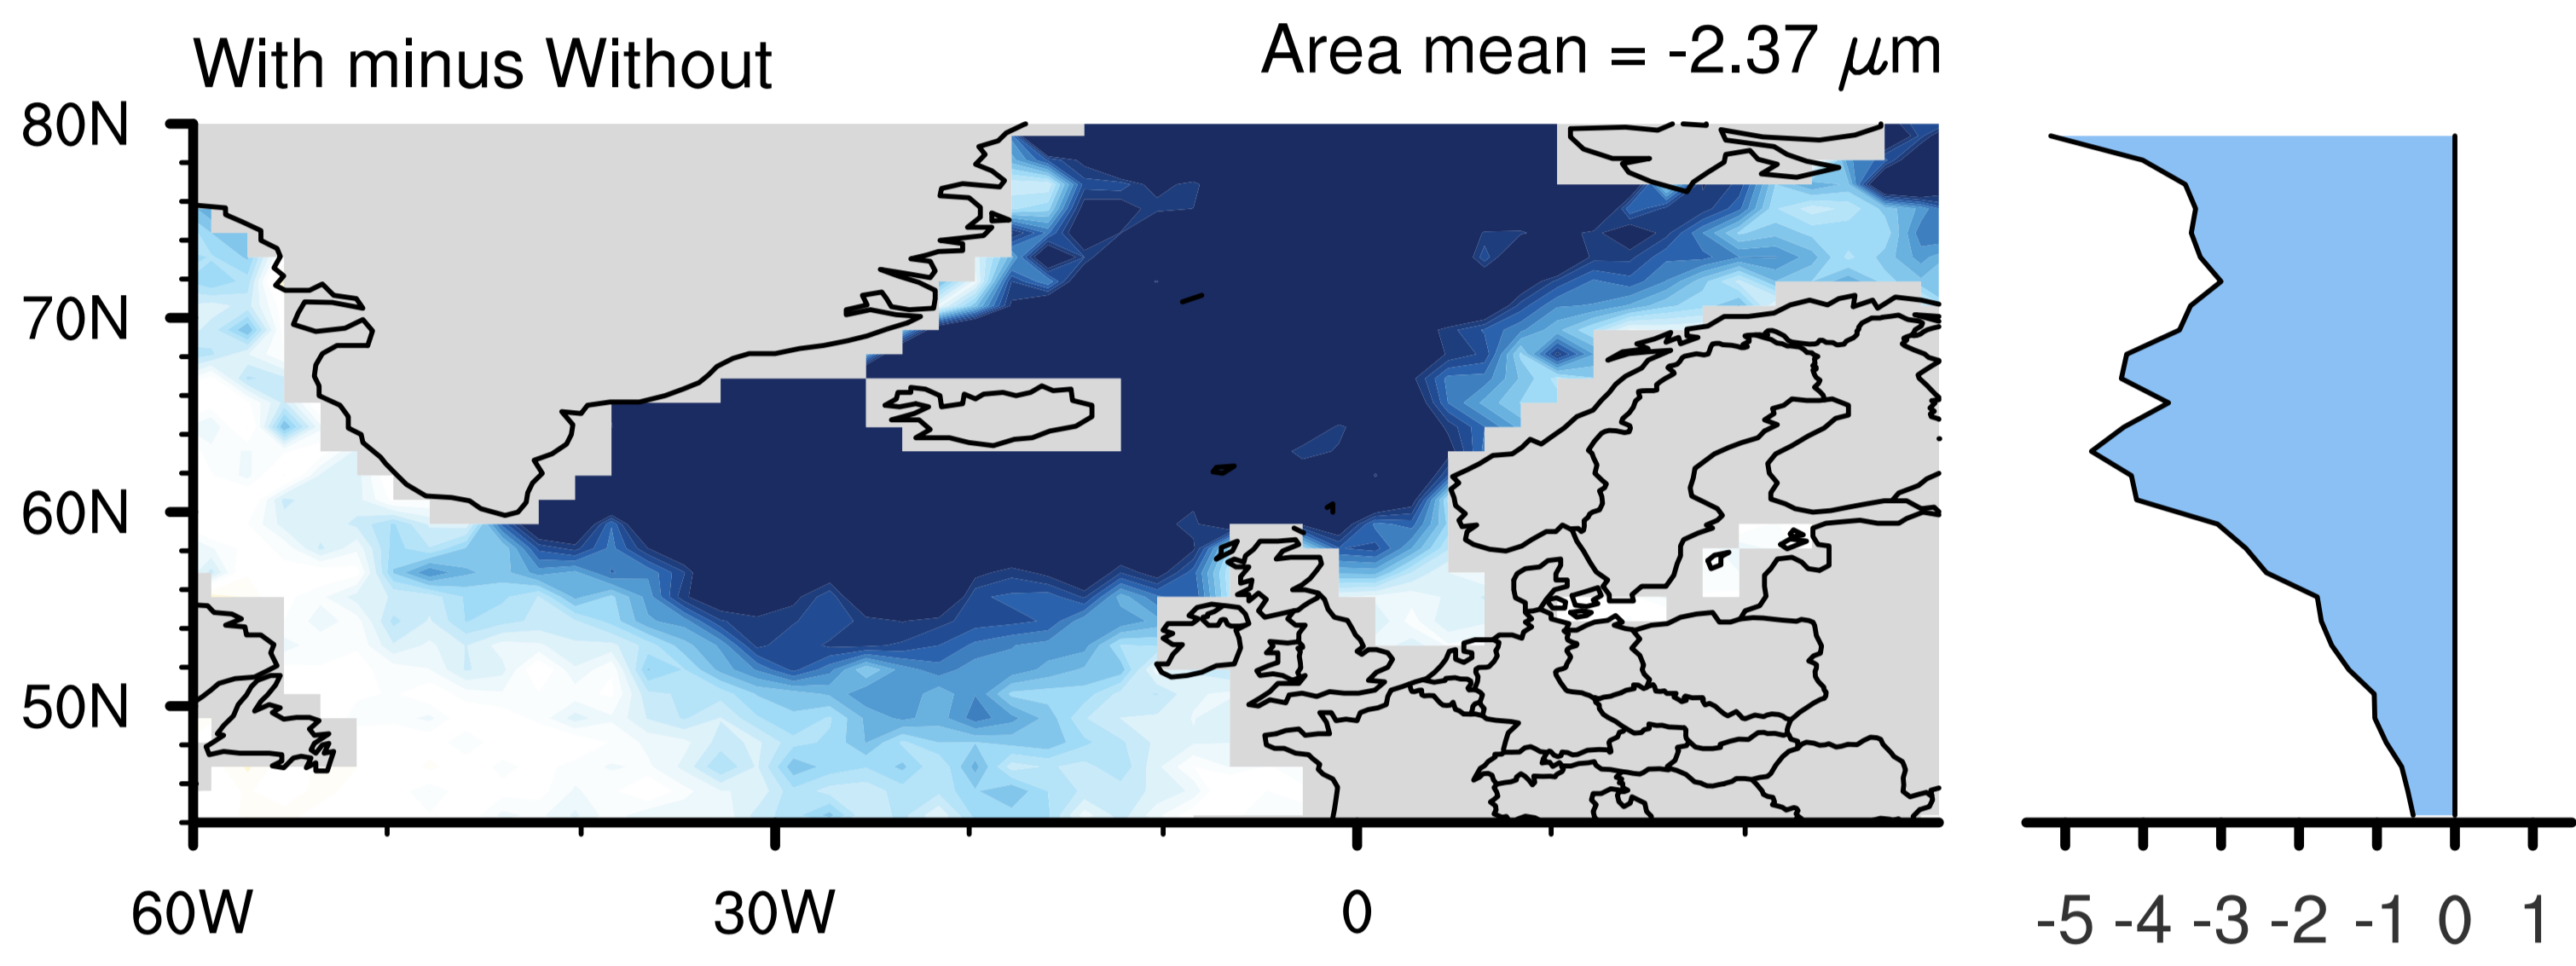 With minus Without
Area mean = -2.37 μm
80N
70N
60N
50N
60W 30W 0
-5 -4 -3 -2 -1 0 1